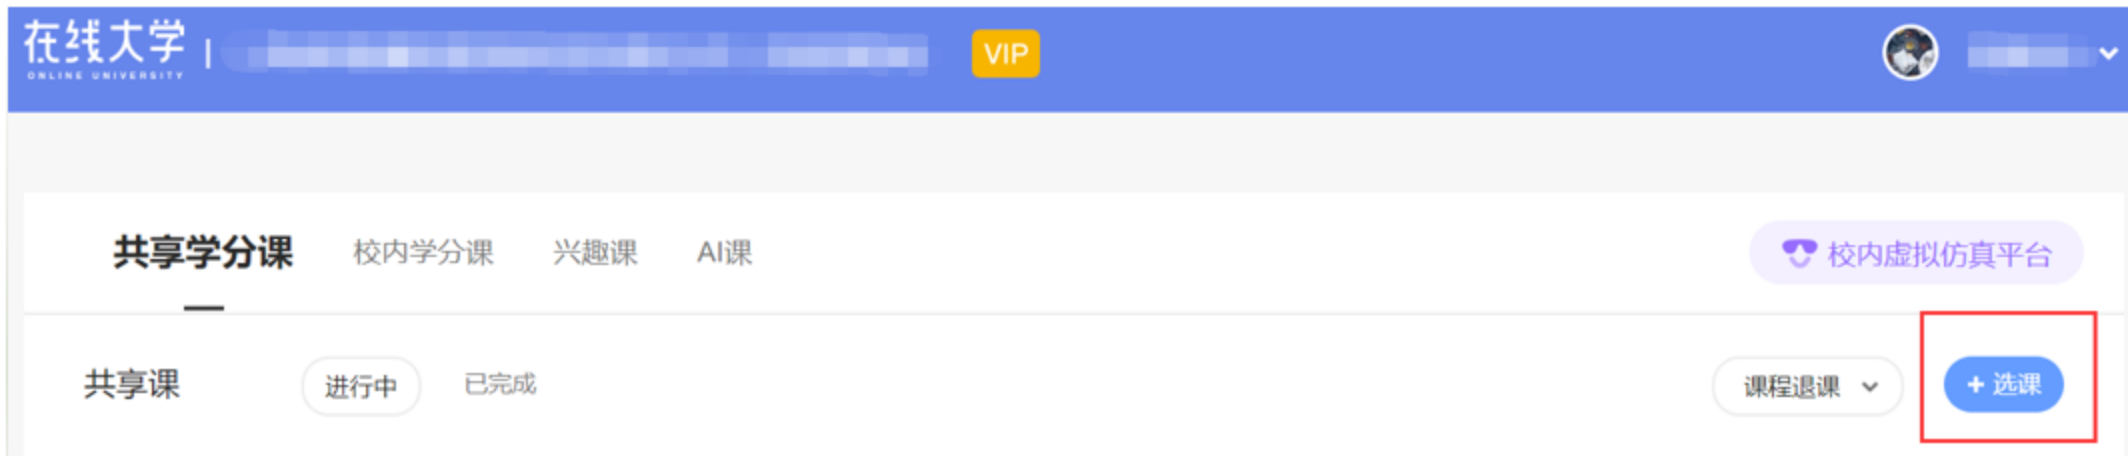 在线大学
ONLINE UNIVERSITY
VIP
共享学分课 校内学分课 兴趣课 AI课 校内虚拟仿真平台
共享课 进行中 已完成 课程退课 + 选课